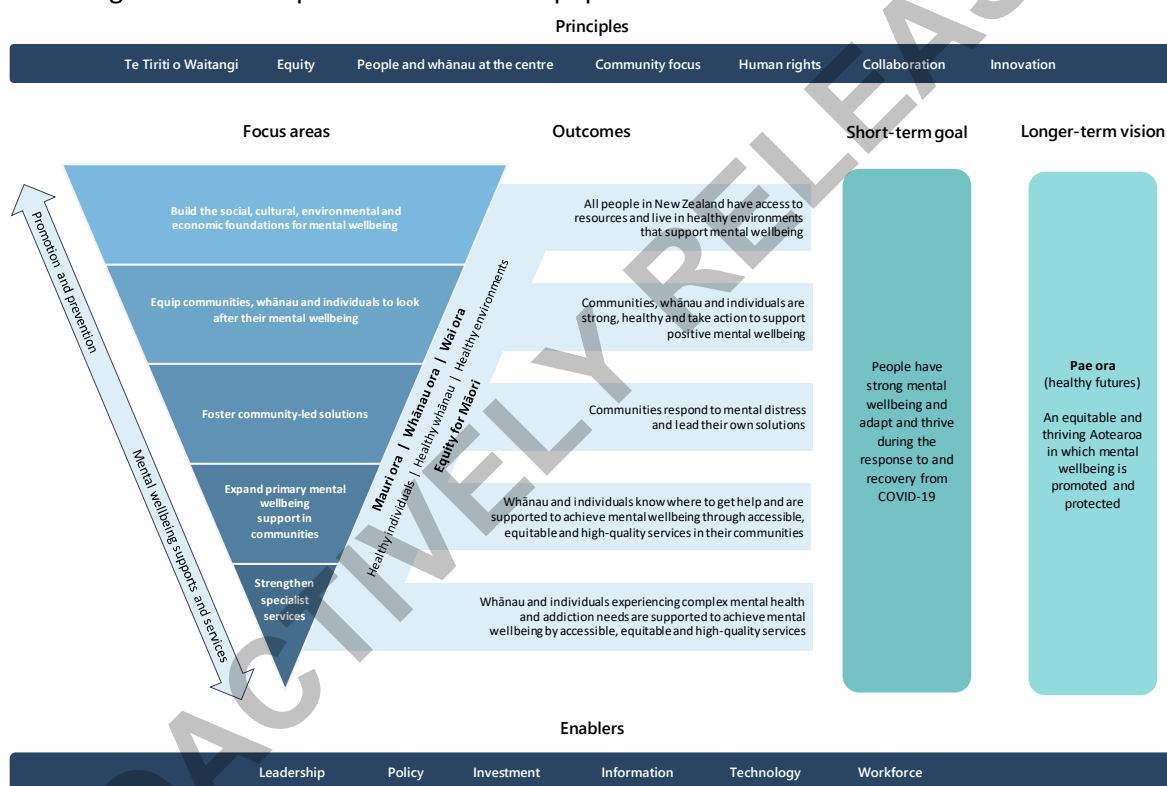 Principles
Te Tiriti o Waitangi Equity People and whānau at the centre Community focus Human rights Collaboration Innovation
Focus areas Outcomes Short-term goal Longer-term vision
Promotion and prevention
Mental wellbeing supports and services
Build the social, cultural, environmental and
economic foundations for mental wellbeing
Equip communities, whānau and individuals to look
after their mental wellbeing
Foster community-led solutions
Expand primary mental
wellbeing
support in
communities
Strengthen
specialist
services
Mauri ora | Whānau ora | Wai ora
Healthy individuals | Healthy whānau | Healthy environments
Equity for Māori
All people in New Zealand have access to
resources and live in healthy environments
that support mental wellbeing
Communities, whānau and individuals are
strong, healthy and take action to support
positive mental wellbeing
Communities respond to mental distress
and lead their own solutions
Whānau and individuals know where to get help and are
supported to achieve mental wellbeing through accessible,
equitable and high-quality services in their communities
Whānau and individuals experiencing complex mental health
and addiction needs are supported to achieve mental
wellbeing by accessible, equitable and high-quality services
People have
strong mental
wellbeing and
adapt and thrive
during the
response to and
recovery from
COVID-19
Pae ora
(healthy futures)
An equitable and
thriving Aotearoa
in which mental
wellbeing is
promoted and
protected
Enablers
Leadership Policy Investment Information Technology Workforce
OACTIVELY RELEAS